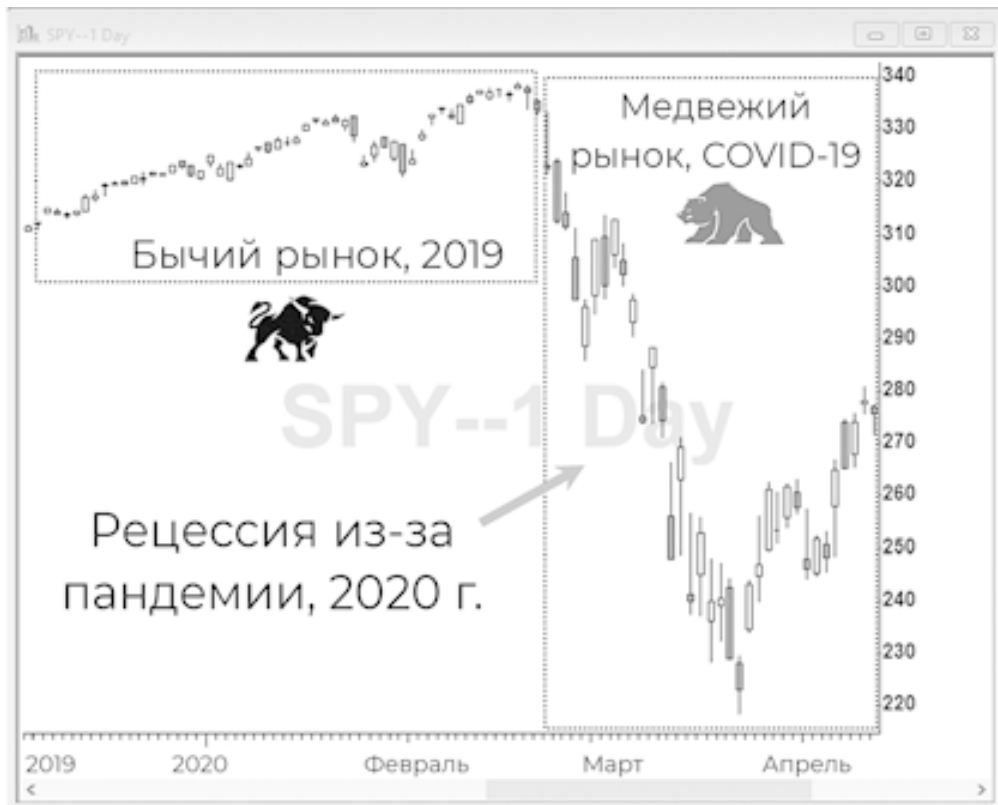 SPY--1 Day
Медвежий
рынок, COVID-19
Бычий рынок, 2019
SPY--1 Day
Рецессия из-за
пандемии, 2020 г.
340
330
320
310
300
290
280
270
260
250
240
230
220
2019 2020 Февраль Март Апрель